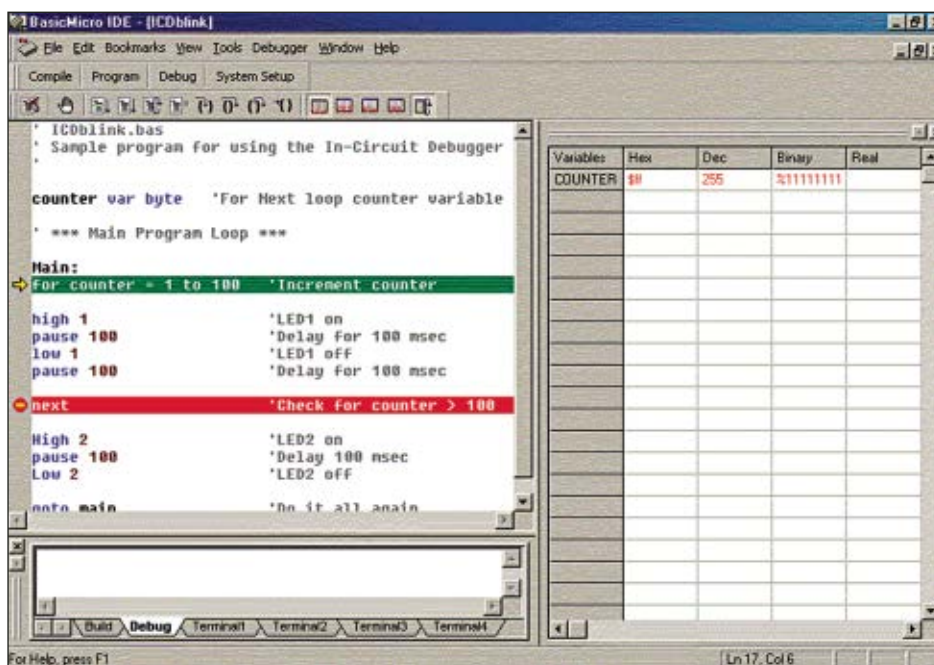 BasicMicro IDE - [ICDblink]
File Edit Bookmarks View Tools Debugger Window Help
Compile Program Debug System Setup
' ICDblink.bas
' Sample program for using the In-Circuit Debugger
'
counter var byte 'For Next loop counter variable
' *** Main Program Loop ***
Main:
for counter = 1 to 100 'Increment counter
high 1 'LED1 on
pause 100 'Delay for 100 msec
low 1 'LED1 off
pause 100 'Delay for 100 msec
next 'Check for counter > 100
High 2 'LED2 on
pause 100 'Delay 100 msec
Low 2 'LED2 off
goto main 'Do it all again
Variables Hex Dec Binary Real
COUNTER 255 %11111111
Build Debug Terminal1 Terminal2 Terminal3 Terminal4
For Help, press F1
Ln 17, Col 6